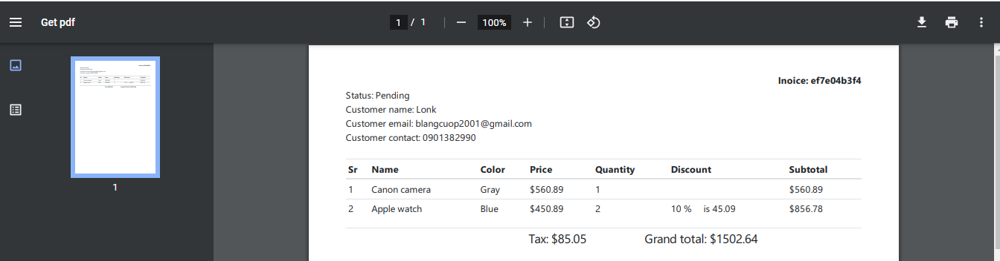 Get pdf
1 / 1
100%
Inoice: ef7e04b3f4
Status: Pending
Customer name: Lonk
Customer email: blangcuop2001@gmail.com
Customer contact: 0901382990
Sr Name Color Price Quantity Discount Subtotal
1 Canon camera Gray $560.89 1 $560.89
2 Apple watch Blue $450.89 2 10 % is 45.09 $856.78
Tax: $85.05 Grand total: $1502.64
1